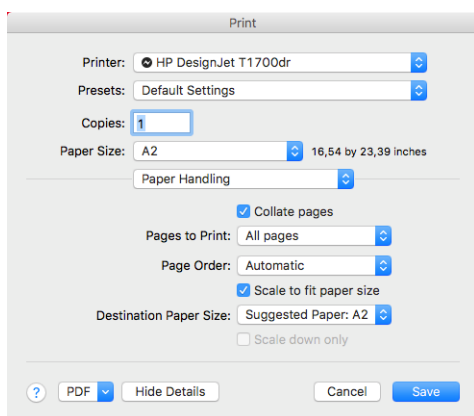 Print
Printer: HP DesignJet T1700dr
Presets: Default Settings
Copies: 1
Paper Size: A2 16,54 by 23,39 inches
Paper Handling
Collate pages
Pages to Print: All pages
Page Order: Automatic
Scale to fit paper size
Destination Paper Size: Suggested Paper: A2
Scale down only
? PDF Hide Details Cancel Save